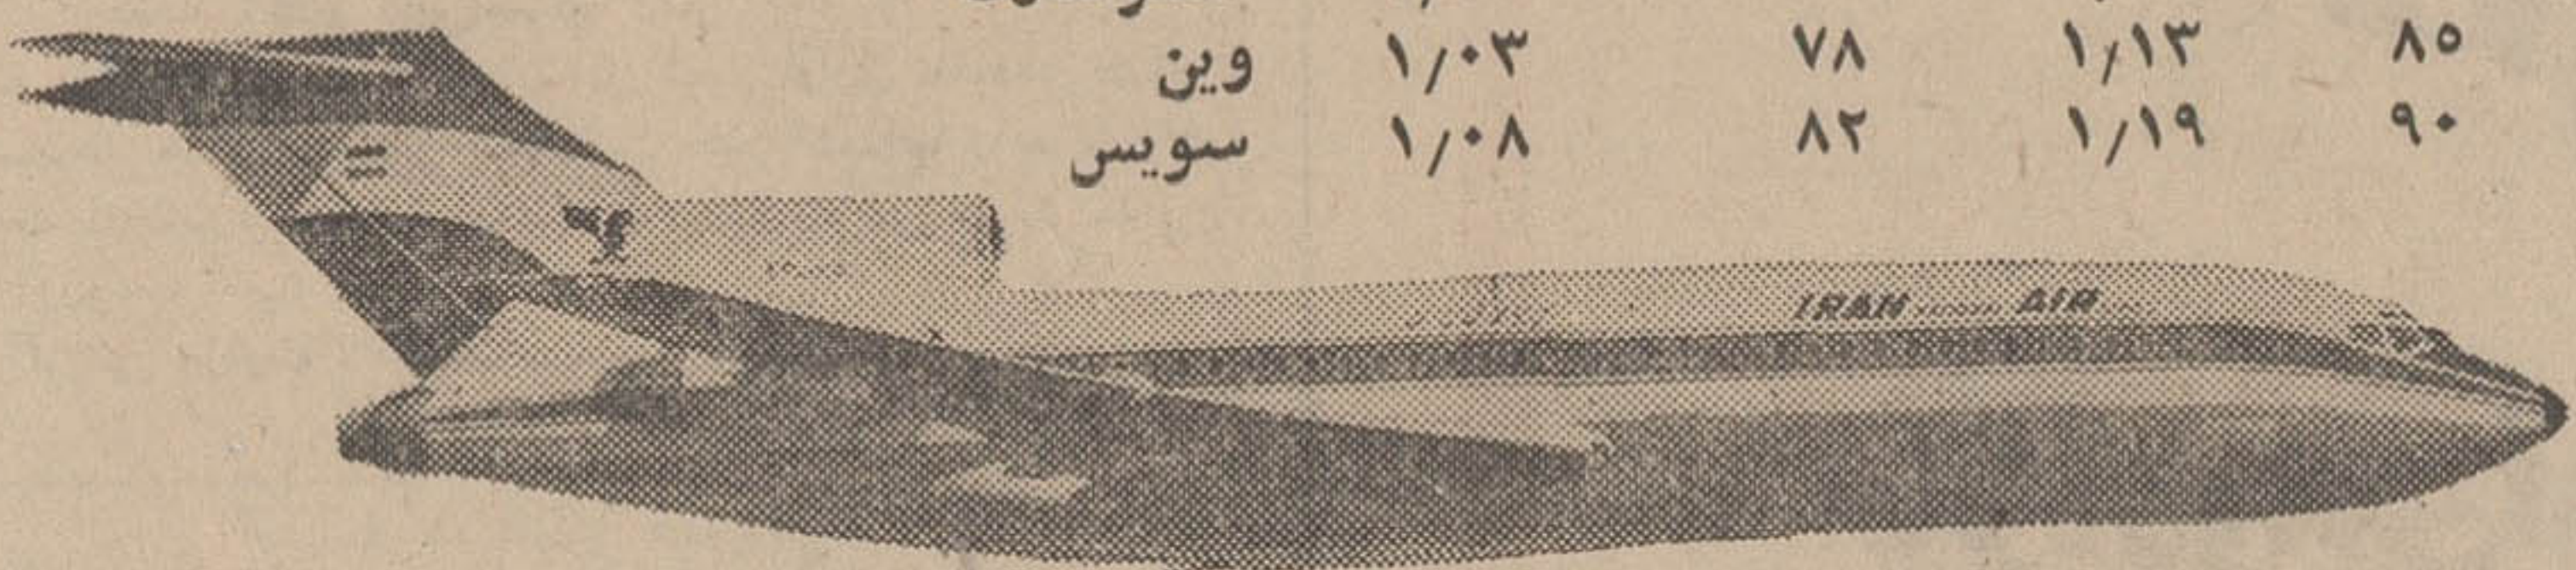 وین ۱٫۰۳ ۷۸ ۱٫۱۳ ۸۵
سویس ۱٫۰۸ ۸۲ ۱٫۱۹ ۹۰
IRAN AIR